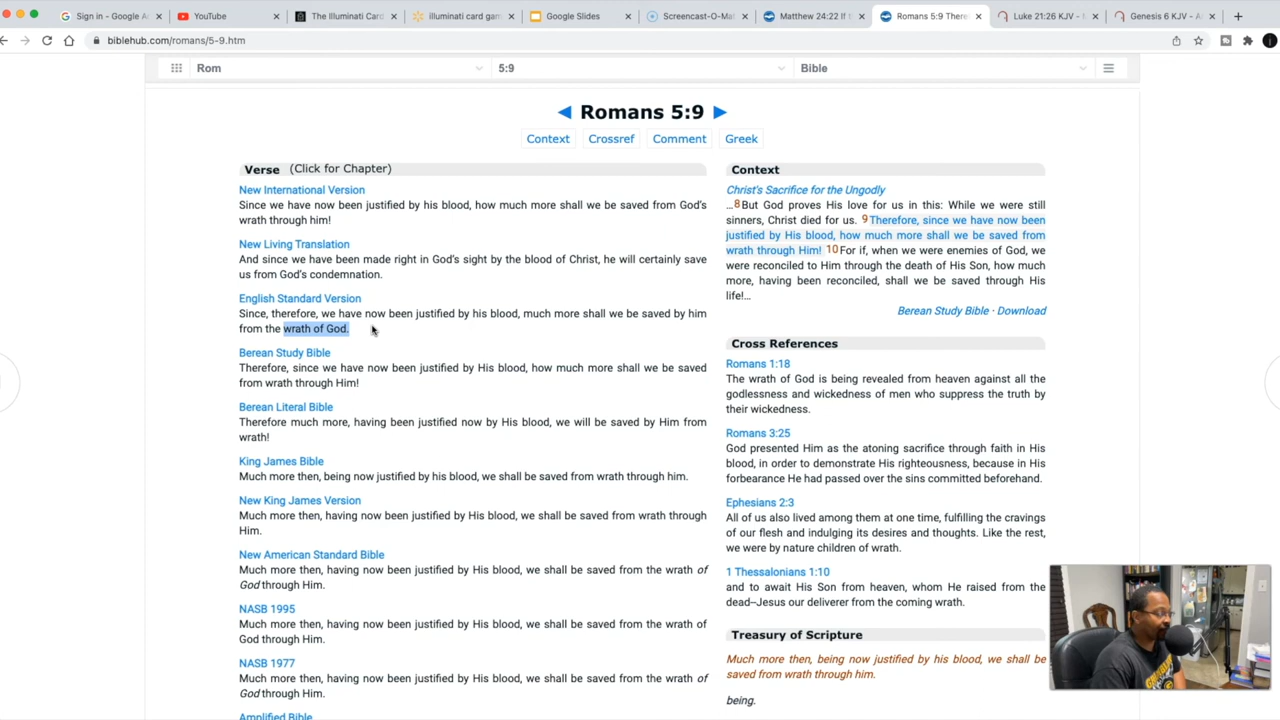 Sign in - Google A
YouTube
The Illuminati Card
illuminati card gam
Google Slides
Screencast-O-Mat
Matthew 24:22 If t
Romans 5:9 There
Luke 21:26 KJV -
Genesis 6 KJV - A
biblehub.com/romans/5-9.htm
Rom
5:9
Bible
Romans 5:9
Context
Crossref
Comment
Greek
Verse (Click for Chapter)
New International Version
Since we have now been justified by his blood, how much more shall we be saved from God's
wrath through him!
New Living Translation
And since we have been made right in God's sight by the blood of Christ, he will certainly save
us from God's condemnation.
English Standard Version
Since, therefore, we have now been justified by his blood, much more shall we be saved by him
from the wrath of God.
Berean Study Bible
Therefore, since we have now been justified by His blood, how much more shall we be saved
from wrath through Him!
Berean Literal Bible
Therefore much more, having been justified now by His blood, we will be saved by Him from
wrath!
King James Bible
Much more then, being now justified by his blood, we shall be saved from wrath through him.
New King James Version
Much more then, having now been justified by His blood, we shall be saved from wrath through
Him.
New American Standard Bible
Much more then, having now been justified by His blood, we shall be saved from the wrath of
God through Him.
NASB 1995
Much more then, having now been justified by His blood, we shall be saved from the wrath of
God through Him.
NASB 1977
Much more then, having now been justified by His blood, we shall be saved from the wrath of
God through Him.
Amplified Bible
Context
Christ's Sacrifice for the Ungodly
…8But God proves His love for us in this: While we were still
sinners, Christ died for us. 9Therefore, since we have now been
justified by His blood, how much more shall we be saved from
wrath through Him! 10For if, when we were enemies of God, we
were reconciled to Him through the death of His Son, how much
more, having been reconciled, shall we be saved through His
life!…
Berean Study Bible · Download
Cross References
Romans 1:18
The wrath of God is being revealed from heaven against all the
godlessness and wickedness of men who suppress the truth by
their wickedness.
Romans 3:25
God presented Him as the atoning sacrifice through faith in His
blood, in order to demonstrate His righteousness, because in His
forbearance He had passed over the sins committed beforehand.
Ephesians 2:3
All of us also lived among them at one time, fulfilling the cravings
of our flesh and indulging its desires and thoughts. Like the rest,
we were by nature children of wrath.
1 Thessalonians 1:10
and to await His Son from heaven, whom He raised from the
dead--Jesus our deliverer from the coming wrath.
Treasury of Scripture
Much more then, being now justified by his blood, we shall be
saved from wrath through him.
being.